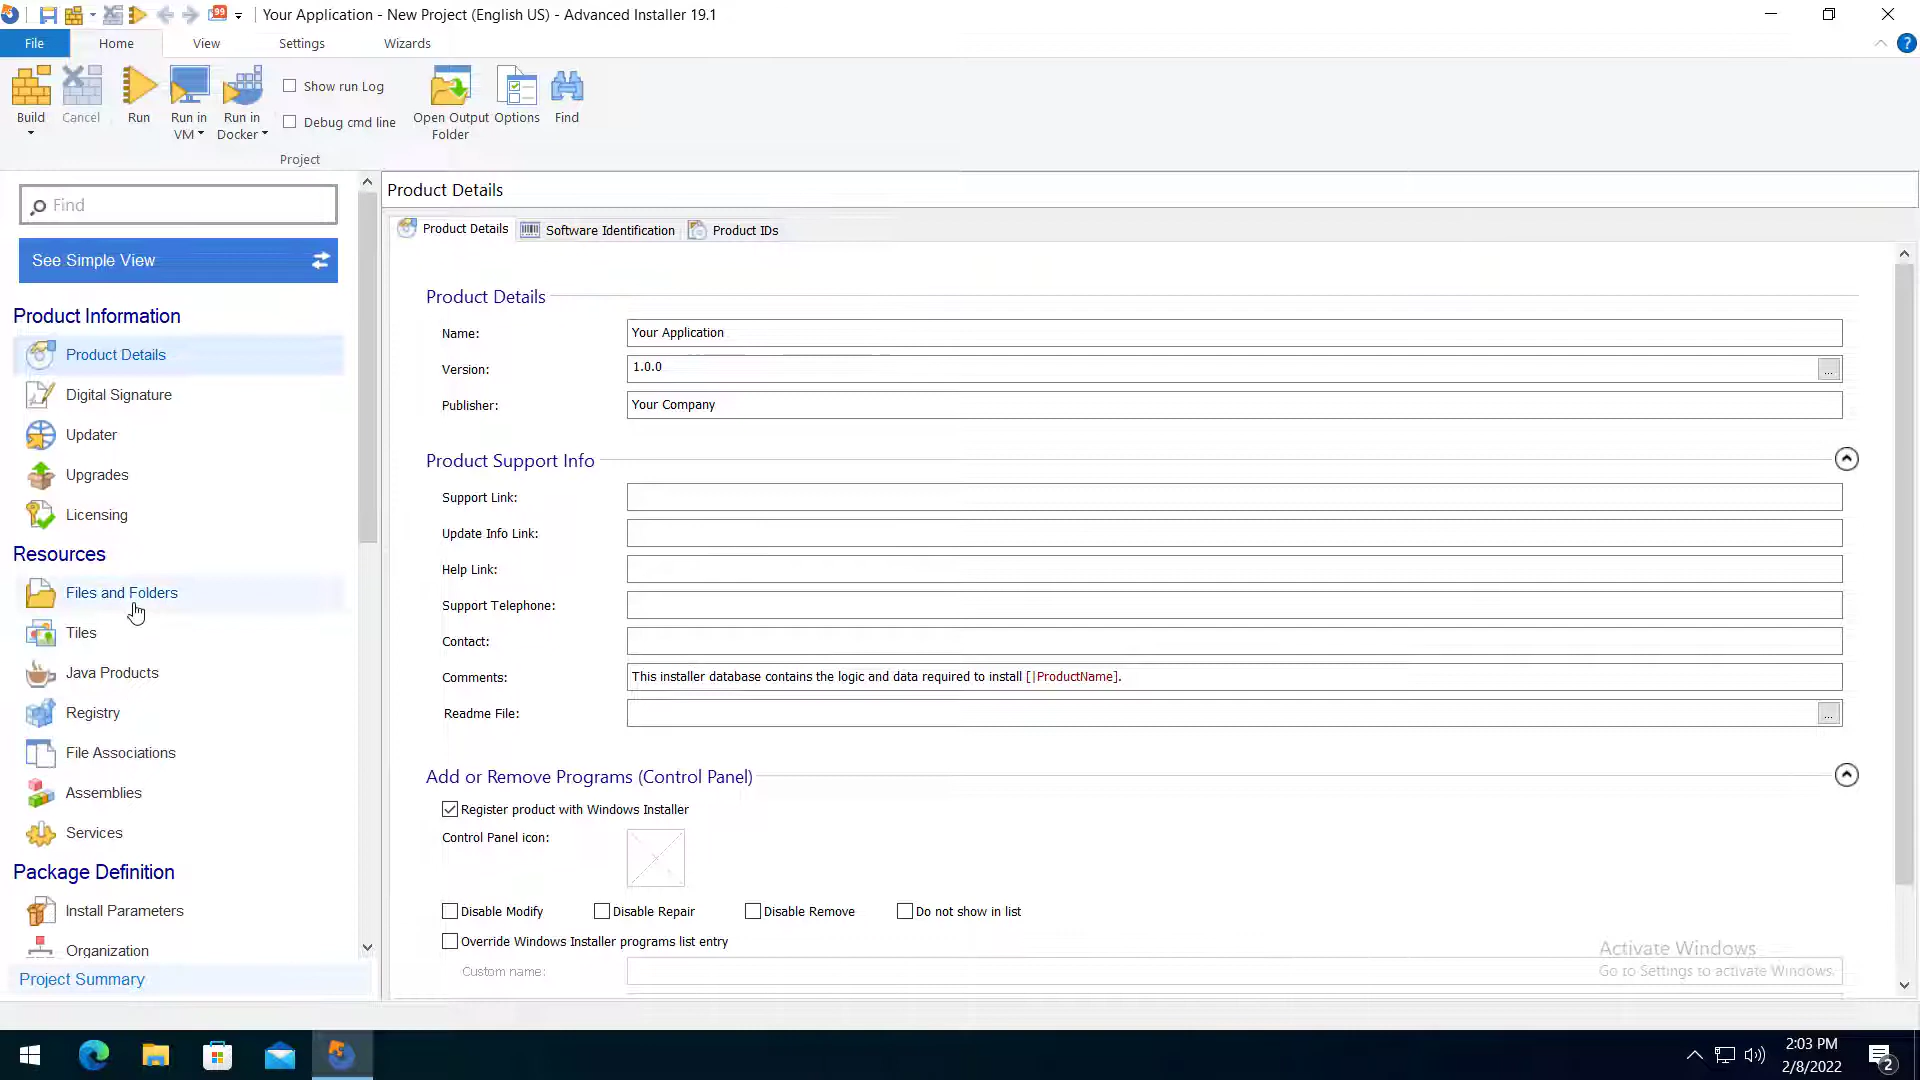 99
Your Application - New Project (English US) - Advanced Installer 19.1
File
Home
View
Settings
Wizards
?
Build
Cancel
Run
Run in
VM
Run in
Docker
Show run Log
Debug cmd line
Open Output
Folder
Options
Find
Project
Find
See Simple View
Product Information
Product Details
Digital Signature
Updater
Upgrades
Licensing
Resources
Files and Folders
Tiles
Java Products
Registry
File Associations
Assemblies
Services
Package Definition
Install Parameters
Organization
Project Summary
Product Details
Product Details
Software Identification
Product IDs
Product Details
Name:
Your Application
Version:
1.0.0
...
Publisher:
Your Company
Product Support Info
Support Link:
Update Info Link:
Help Link:
Support Telephone:
Contact:
Comments:
This installer database contains the logic and data required to install [|ProductName].
Readme File:
...
Add or Remove Programs (Control Panel)
Register product with Windows Installer
Control Panel icon:
Disable Modify
Disable Repair
Disable Remove
Do not show in list
Override Windows Installer programs list entry
Custom name:
Activate Windows
Go to Settings to activate Windows.
2:03 PM
2/8/2022
2